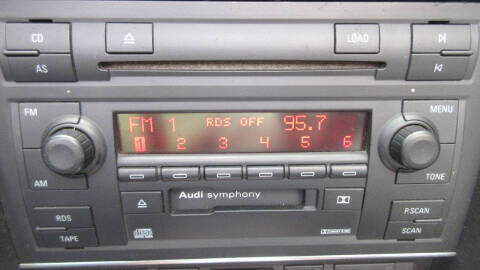 CD LOAD
AS P.SCAN
FM MENU
FM 1 RDS OFF 95.7
1 2 3 4 5 6
AM TONE
Audi symphony
RDS P.SCAN
TAPE SCAN